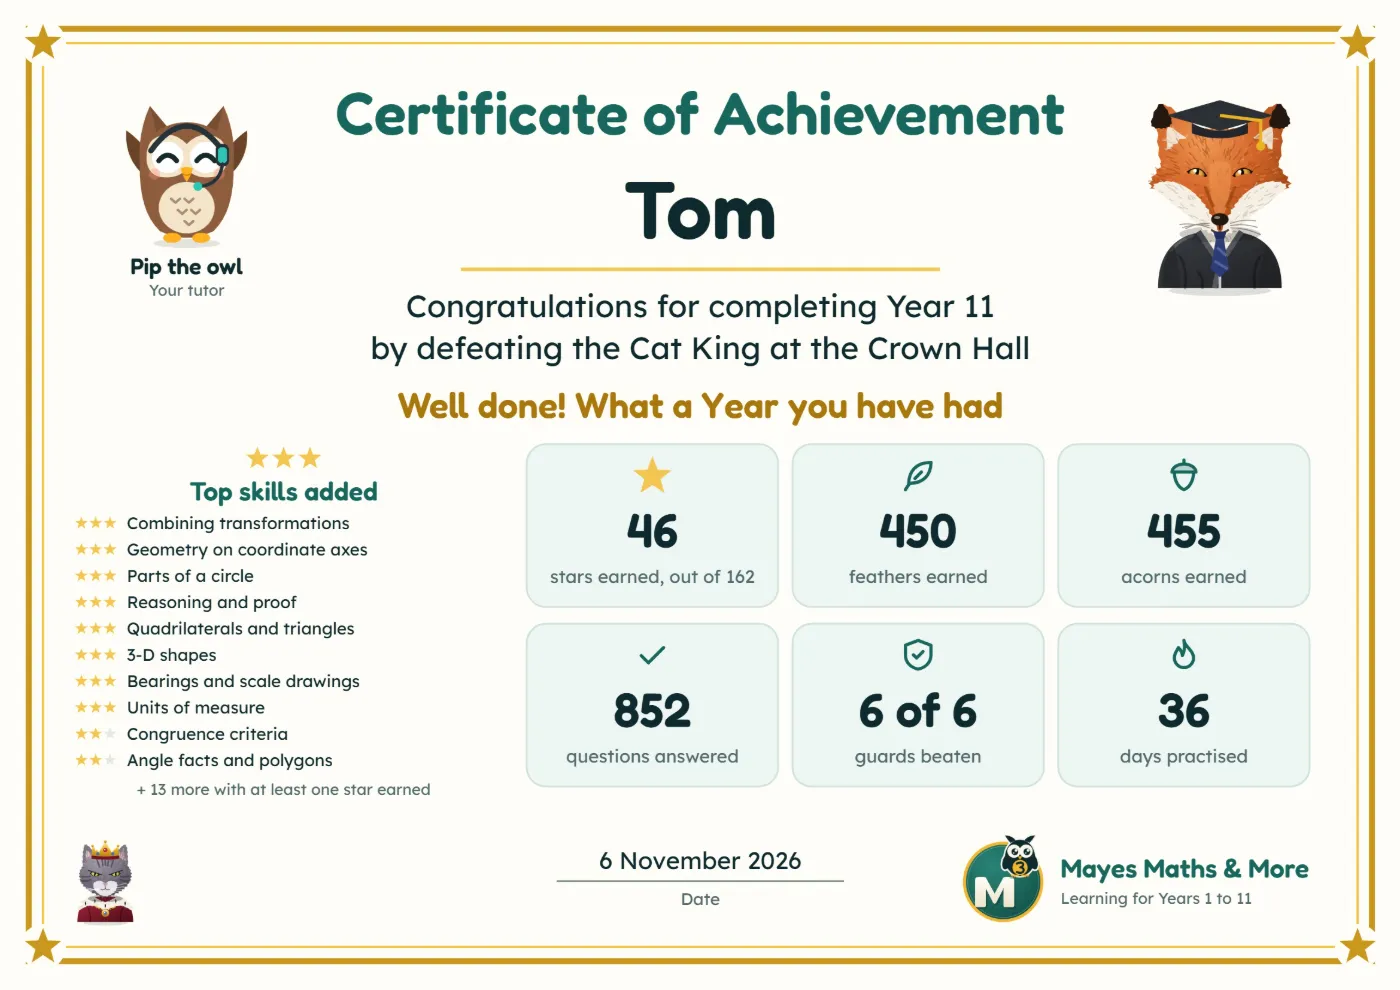 Certificate of Achievement
Tom
Pip the owl
Your tutor
Congratulations for completing Year 11
by defeating the Cat King at the Crown Hall
Well done! What a Year you have had
Top skills added
Combining transformations
Geometry on coordinate axes
Parts of a circle
Reasoning and proof
Quadrilaterals and triangles
3-D shapes
Bearings and scale drawings
Units of measure
Congruence criteria
Angle facts and polygons
+ 13 more with at least one star earned
46
stars earned, out of 162
450
feathers earned
455
acorns earned
852
questions answered
6 of 6
guards beaten
36
days practised
6 November 2026
Date
M
3
Mayes Maths & More
Learning for Years 1 to 11